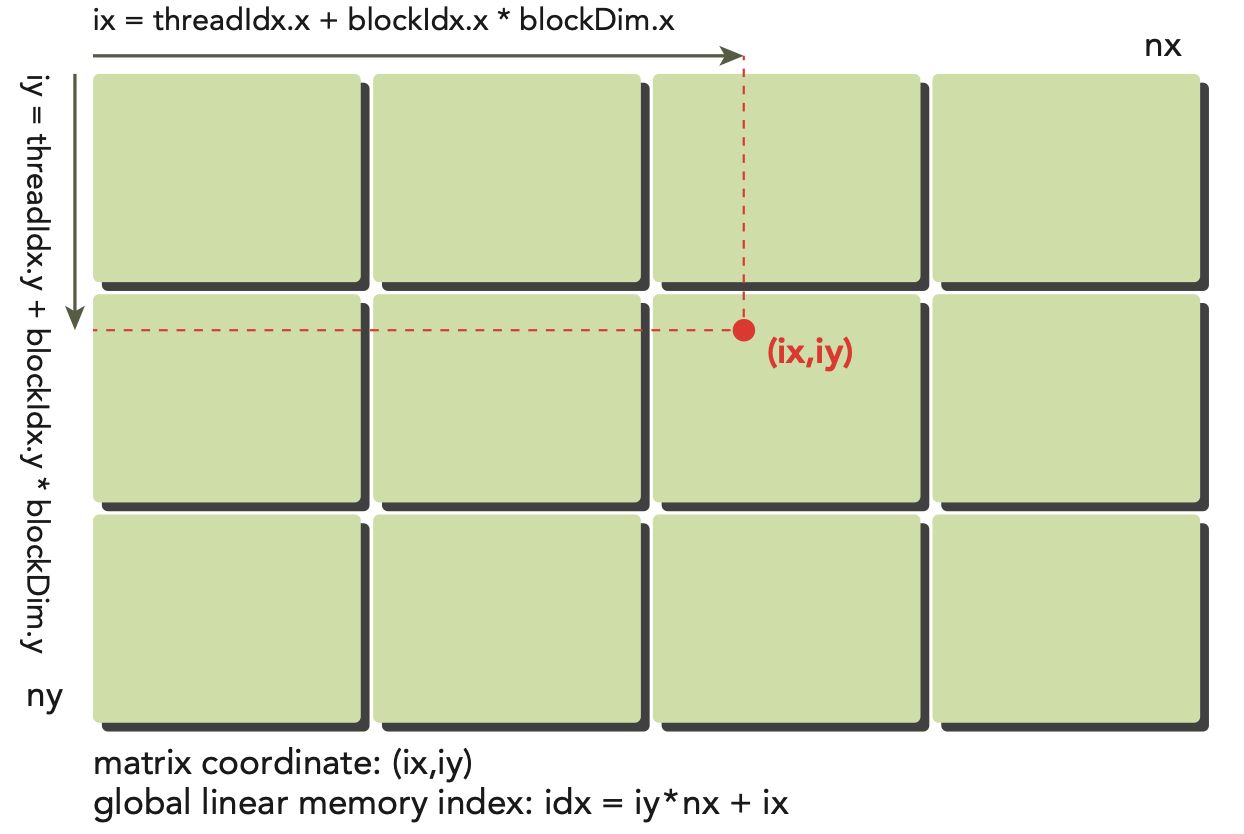 ix = threadIdx.x + blockIdx.x * blockDim.x
nx
iy = threadIdx.y + blockIdx.y * blockDim.y
(ix,iy)
ny
matrix coordinate: (ix,iy)
global linear memory index: idx = iy*nx + ix